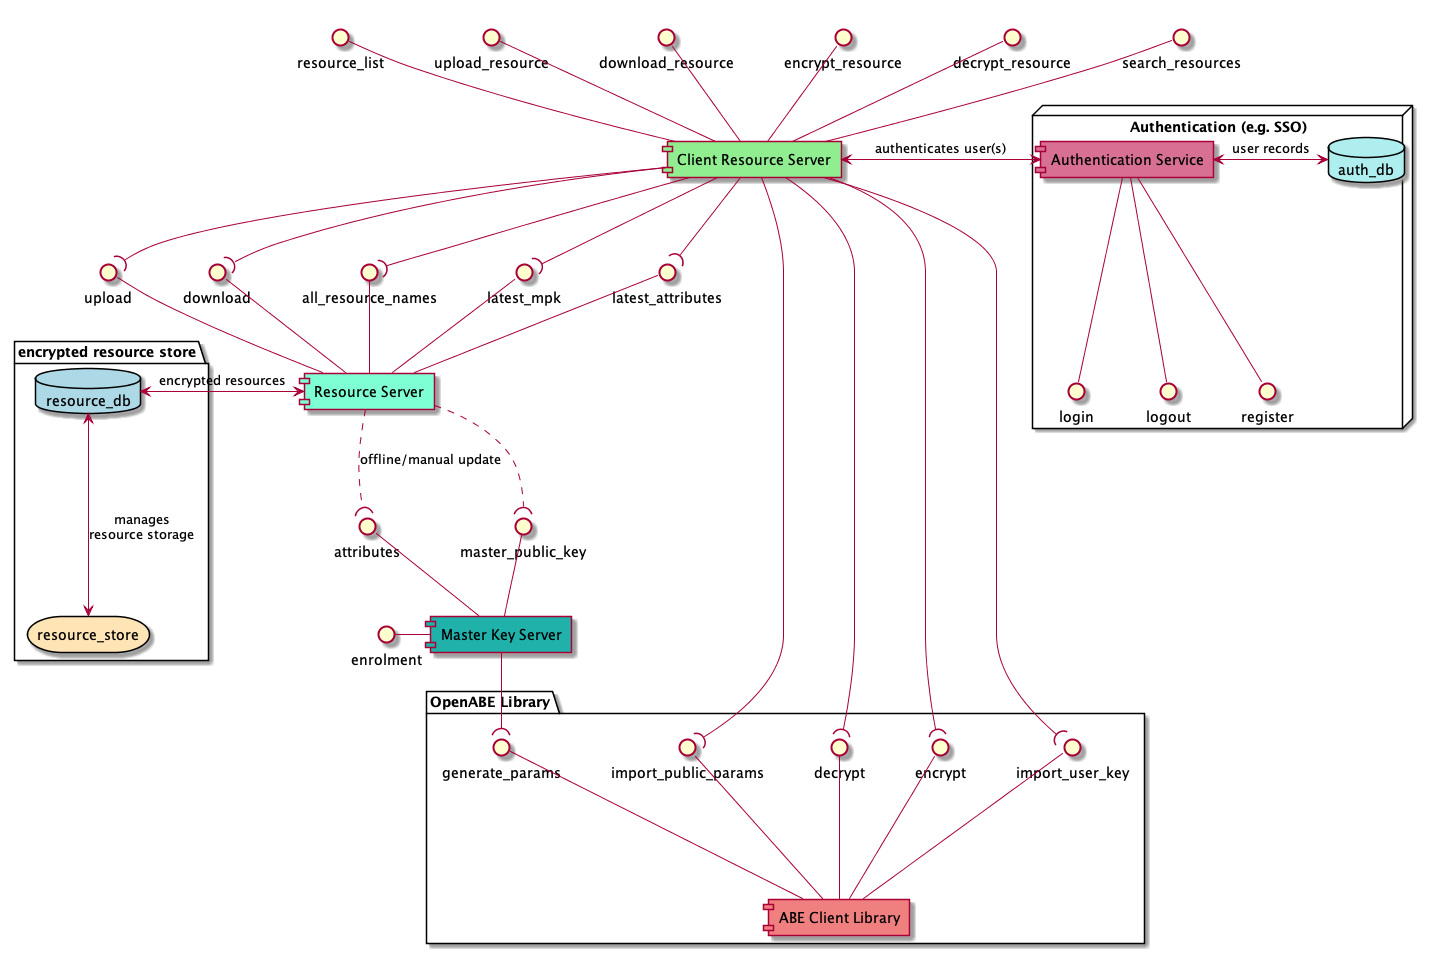 resource_list
upload_resource
download_resource
encrypt_resource
decrypt_resource
search_resources
Authentication (e.g. SSO)
Client Resource Server
authenticates user(s)
Authentication Service
user records
auth_db
upload
download
all_resource_names
latest_mpk
latest_attributes
encrypted resource store
resource_db
encrypted resources
Resource Server
login
logout
register
offline/manual update
manages
resource storage
attributes
master_public_key
resource_store
Master Key Server
enrolment
OpenABE Library
generate_params
import_public_params
decrypt
encrypt
import_user_key
ABE Client Library